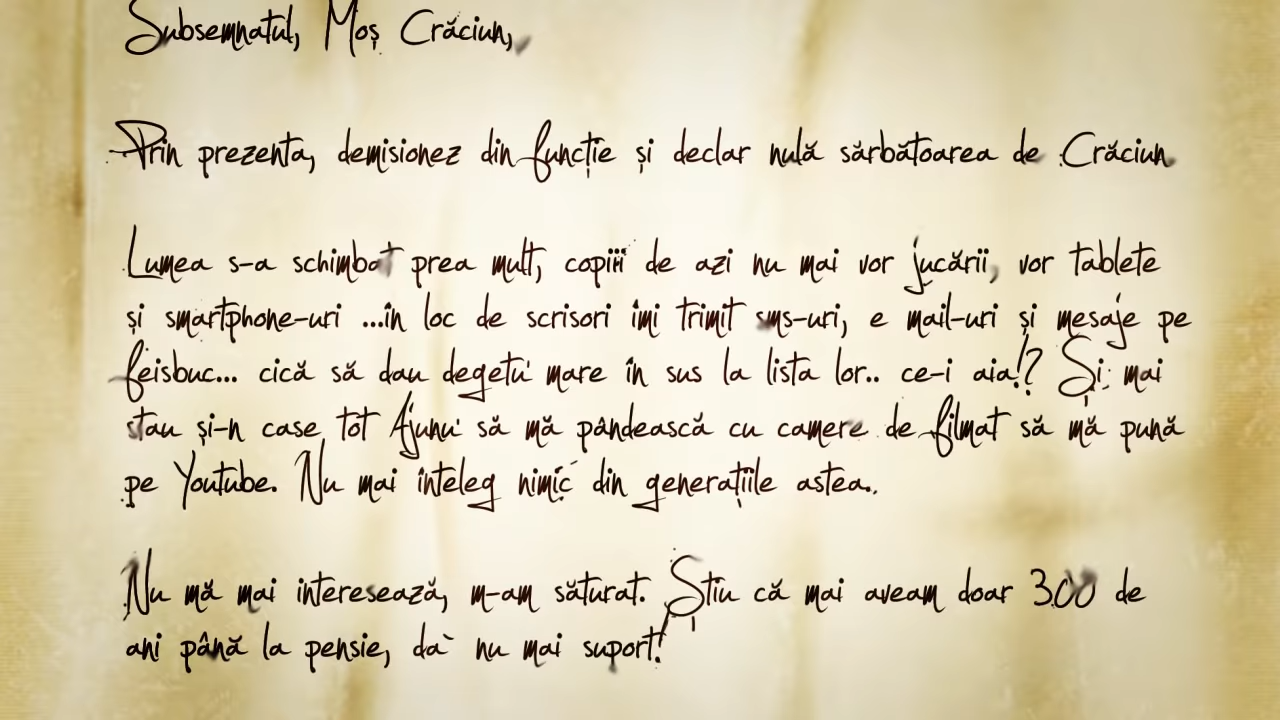 Subsemnatul, Moș Crăciun,
Prin prezenta, demisionez din funcție și declar nulă sărbătoarea de Crăciun
Lumea s-a schimbat prea mult, copiii de azi nu mai vor jucării, vor tablete
și smartphone-uri ...în loc de scrisori îmi trimit sms-uri, e mail-uri și mesaje pe
feisbuc... cică să dau degetu' mare în sus la lista lor.. ce-i aia!? Și mai
stau și-n case tot Ajunu' să mă pândească cu camere de filmat să mă pună
pe Youtube. Nu mai înteleg nimic din generațiile astea..
Nu mă mai interesează, m-am săturat. Știu că mai aveam doar 300 de
ani până la pensie, da` nu mai suport!